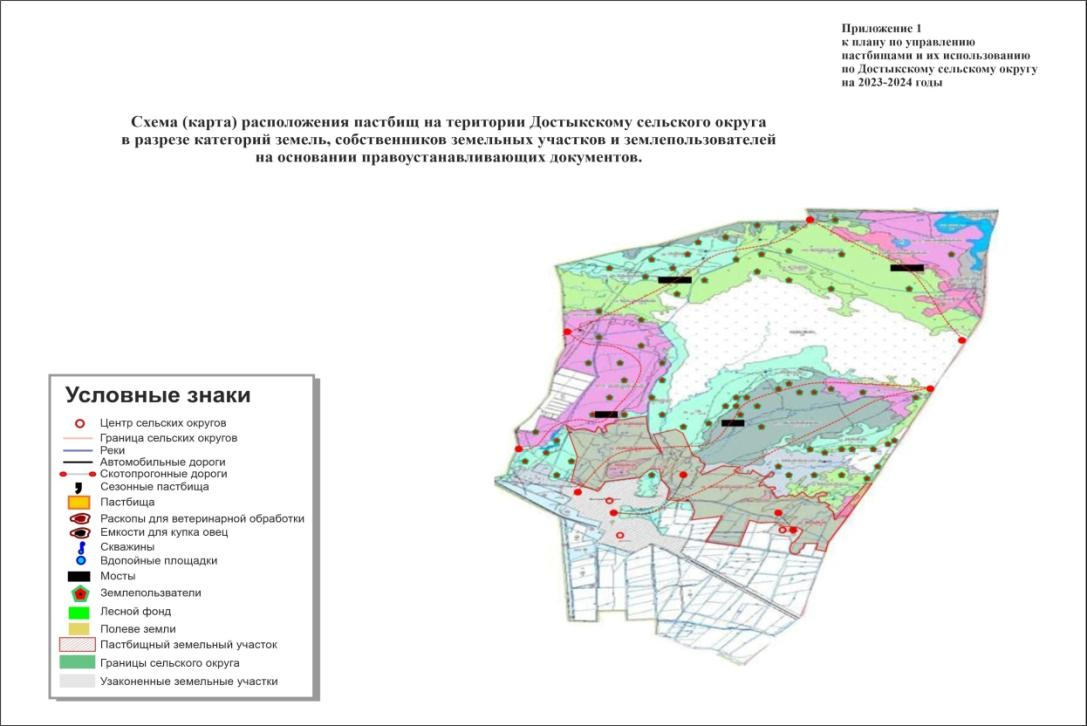 Приложение 1
к плану по управлению
пастбищами и их использованию
по Достыкскому сельскому округу
на 2023-2024 годы
Схема (карта) расположения пастбищ на територии Достыкскому сельского округа
в разрезе категорий земель, собственников земельных участков и землепользователей
на основании правоустанавливающих документов.
Условные знаки
Центр сельских округов
Граница сельских округов
Реки
Автомобильные дороги
Скотопрогонные дороги
Сезонные пастбища
Пастбища
Расколы для ветеринарной обработки
Емкости для купка овец
Скважины
Вдопойные площадки
Мосты
Землепользватели
Лесной фонд
Полеве земли
Пастбищный земельный участок
Границы сельского округа
Узаконенные земельные участки